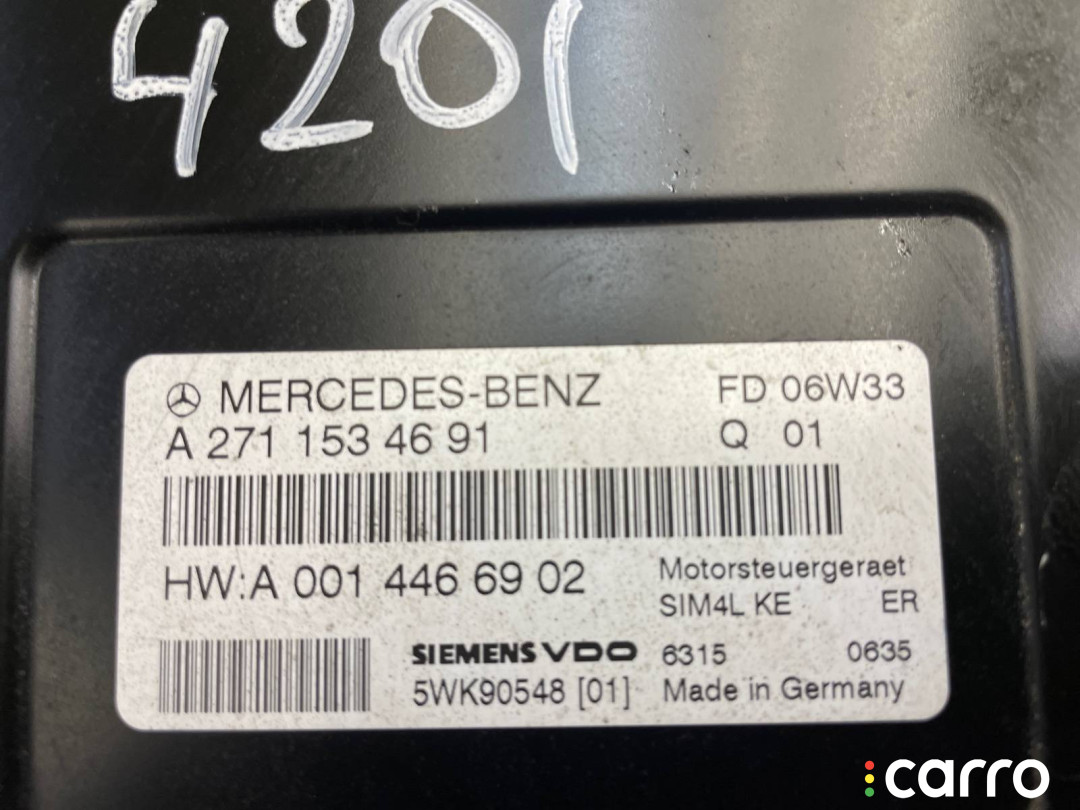 4201
MERCEDES-BENZ FD 06W33
A 271 153 46 91 Q 01
HW:A 001 446 69 02 Motorsteuergeraet
SIM4L KE ER
SIEMENS VDO 6315 0635
5WK90548 [01] Made in Germany
carro